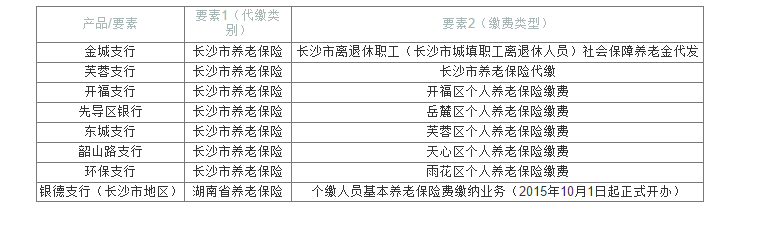 产品/要素 要素1（代缴类别） 要素2（缴费类型）
金城支行 长沙市养老保险 长沙市离退休职工（长沙市城填职工离退休人员）社会保障养老金代发
芙蓉支行 长沙市养老保险 长沙市养老保险代缴
开福支行 长沙市养老保险 开福区个人养老保险缴费
先导区银行 长沙市养老保险 岳麓区个人养老保险缴费
东城支行 长沙市养老保险 芙蓉区个人养老保险缴费
韶山路支行 长沙市养老保险 天心区个人养老保险缴费
环保支行 长沙市养老保险 雨花区个人养老保险缴费
银德支行（长沙市地区） 湖南省养老保险 个缴人员基本养老保险费缴纳业务（2015年10月1日起正式开办）